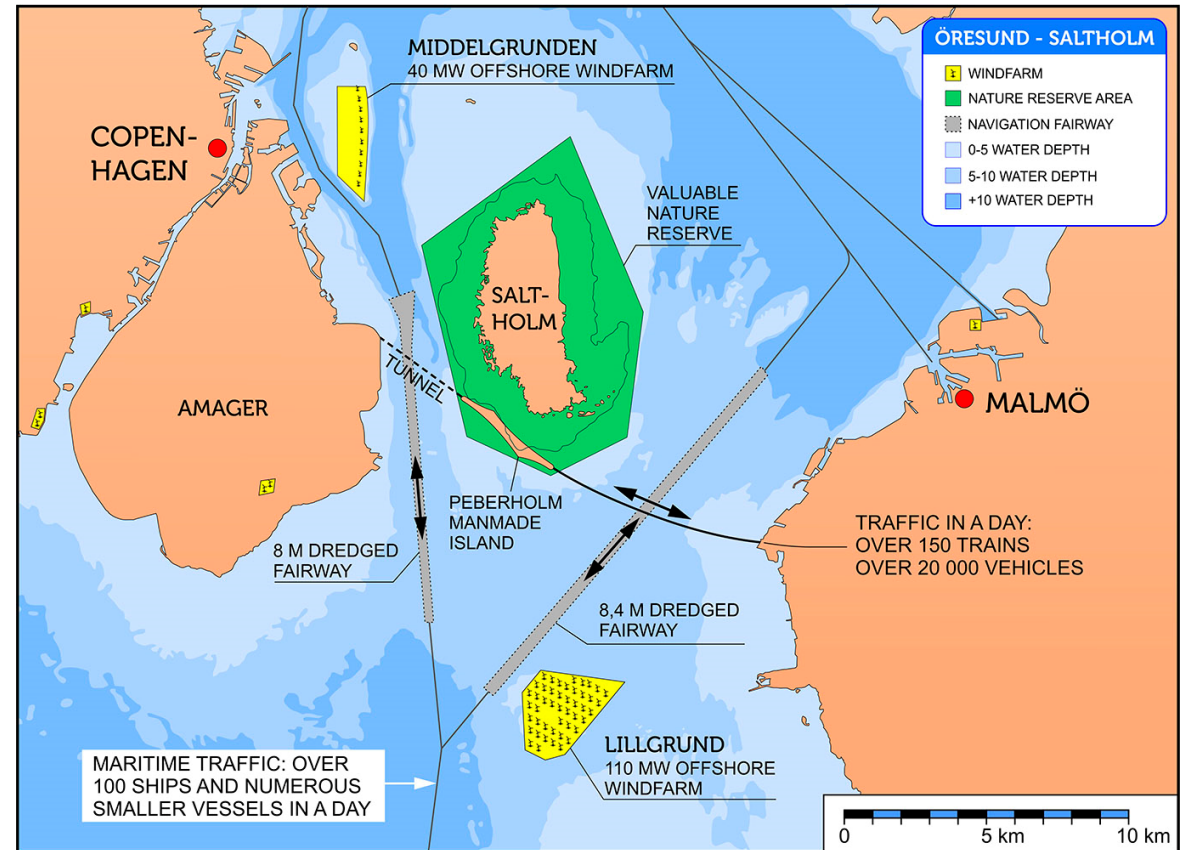 MIDDELGRUNDEN
40 MW OFFSHORE WINDFARM
COPEN-
HAGEN
ÖRESUND - SALTHOLM
WINDFARM
NATURE RESERVE AREA
NAVIGATION FAIRWAY
0-5 WATER DEPTH
5-10 WATER DEPTH
+10 WATER DEPTH
VALUABLE
NATURE
RESERVE
SALT-
HOLM
TUNNEL
AMAGER
MALMÖ
PEBERHOLM
MANMADE
ISLAND
8 M DREDGED
FAIRWAY
TRAFFIC IN A DAY:
OVER 150 TRAINS
OVER 20 000 VEHICLES
8,4 M DREDGED
FAIRWAY
LILLGRUND
110 MW OFFSHORE
WINDFARM
MARITIME TRAFFIC: OVER
100 SHIPS AND NUMEROUS
SMALLER VESSELS IN A DAY
0 5 km 10 km